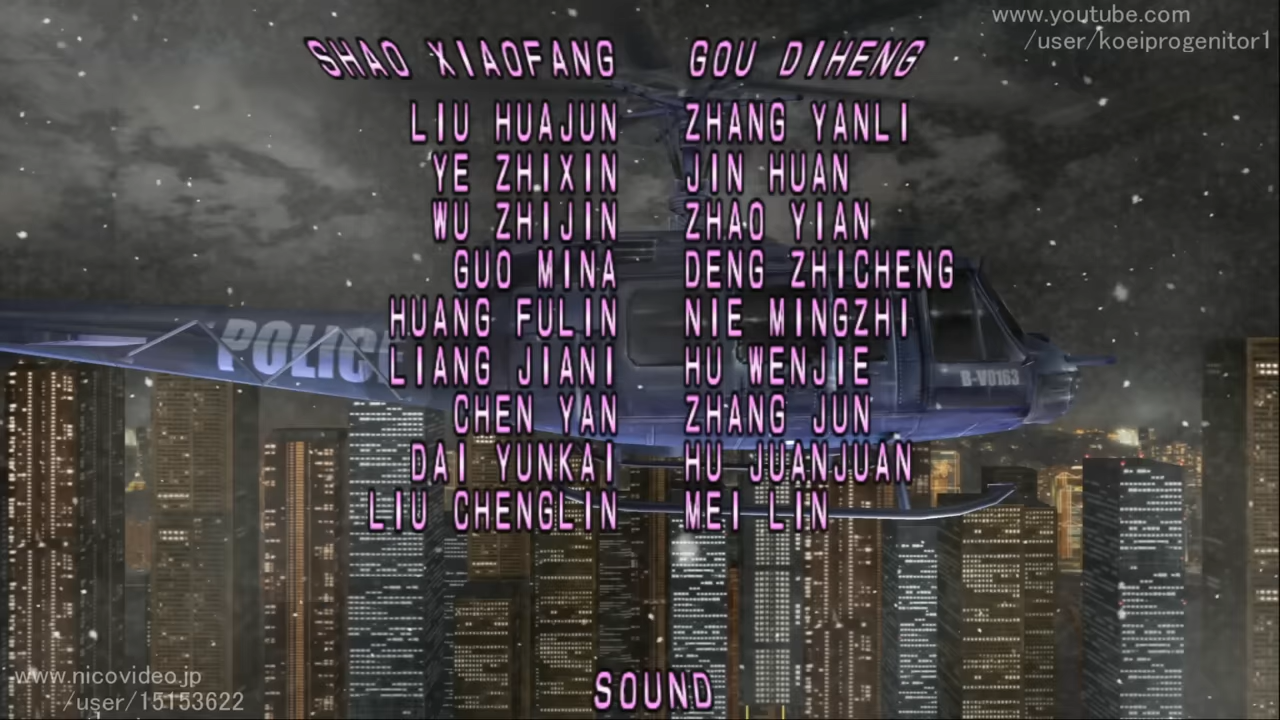 www.youtube.com
/user/koeiprogenitor1
SHAO XIAOFANG GOU DIHENG
LIU HUAJUN ZHANG YANLI
YE ZHIXIN JIN HUAN
WU ZHIJIN ZHAO YIAN
GUO MINA DENG ZHICHENG
HUANG FULIN NIE MINGZHI
POLICE
LIANG JIANI HU WENJIE
B-V0163
CHEN YAN ZHANG JUN
DAI YUNKAI HU JUANJUAN
LIU CHENGLIN MEI LIN
www.nicovideo.jp
/user/15153622
SOUND